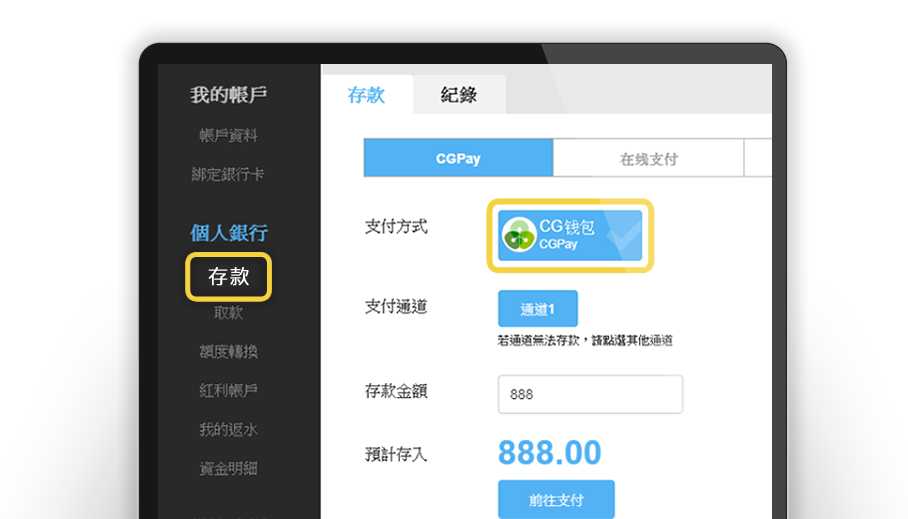 我的帳戶
帳戶資料
綁定銀行卡
個人銀行
存款
取款
額度轉換
紅利帳戶
我的返水
資金明細
存款
紀錄
CGPay
在线支付
支付方式
CG钱包
CGPay
支付通道
通道1
若通道無法存款，請點選其他通道
存款金額
888
預計存入
888.00
前往支付